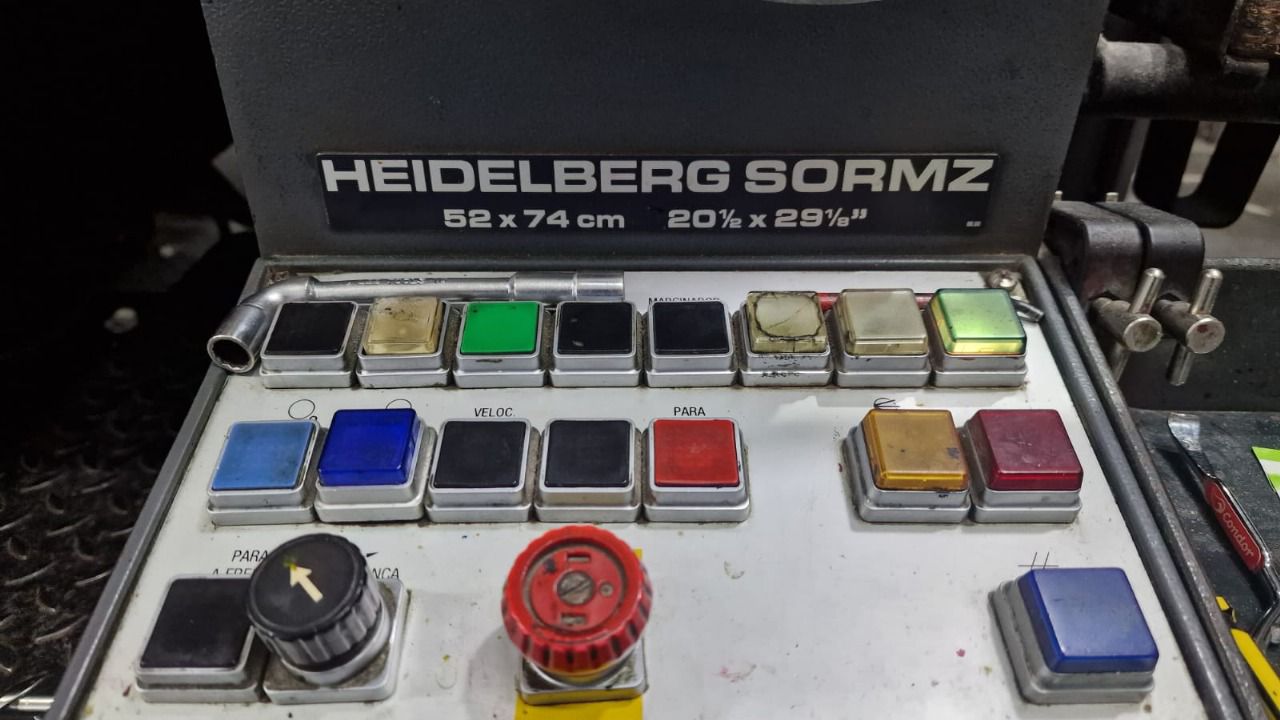 HEIDELBERG SORMZ
52 x 74 cm 20½ x 29⅛"
VELOC.
PARA
PARA
Condor